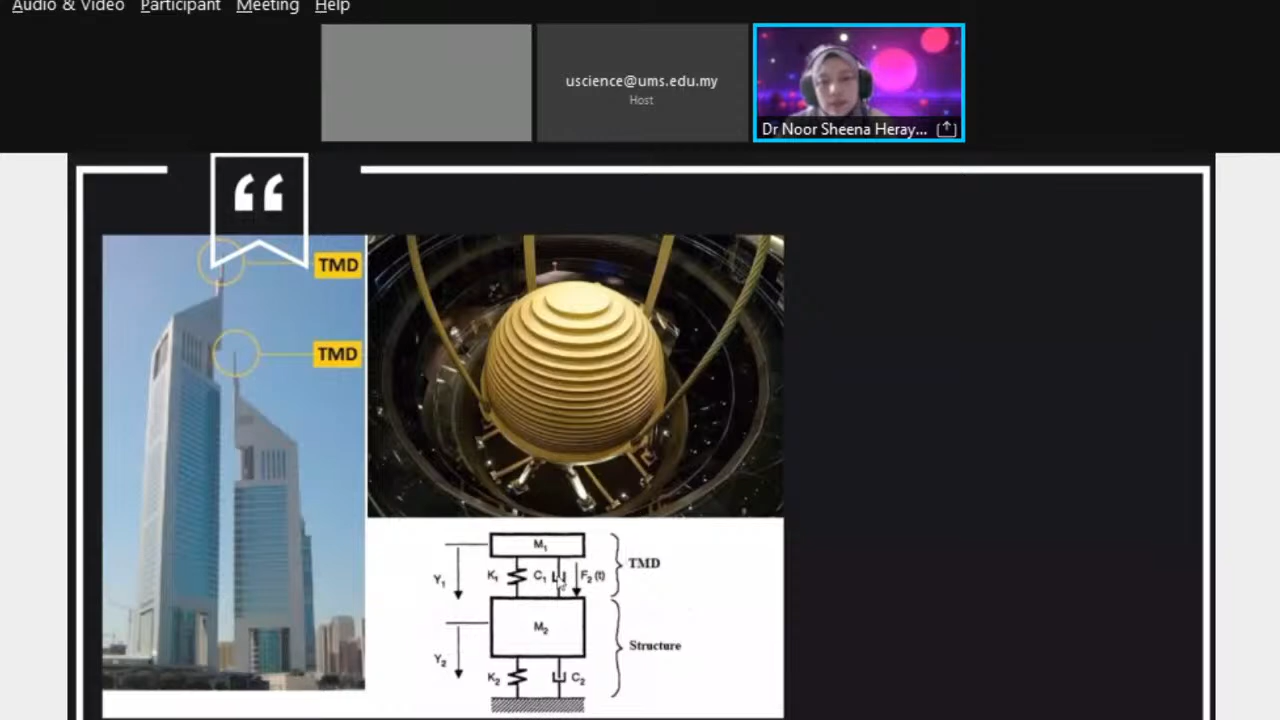 Audio & Video Participant Meeting Help
uscience@ums.edu.my
Host
Dr Noor Sheena Heray...
“
TMD
TMD
M1
Y1
K1 C1 F2(t)
TMD
M2
Y2
Structure
K2 C2